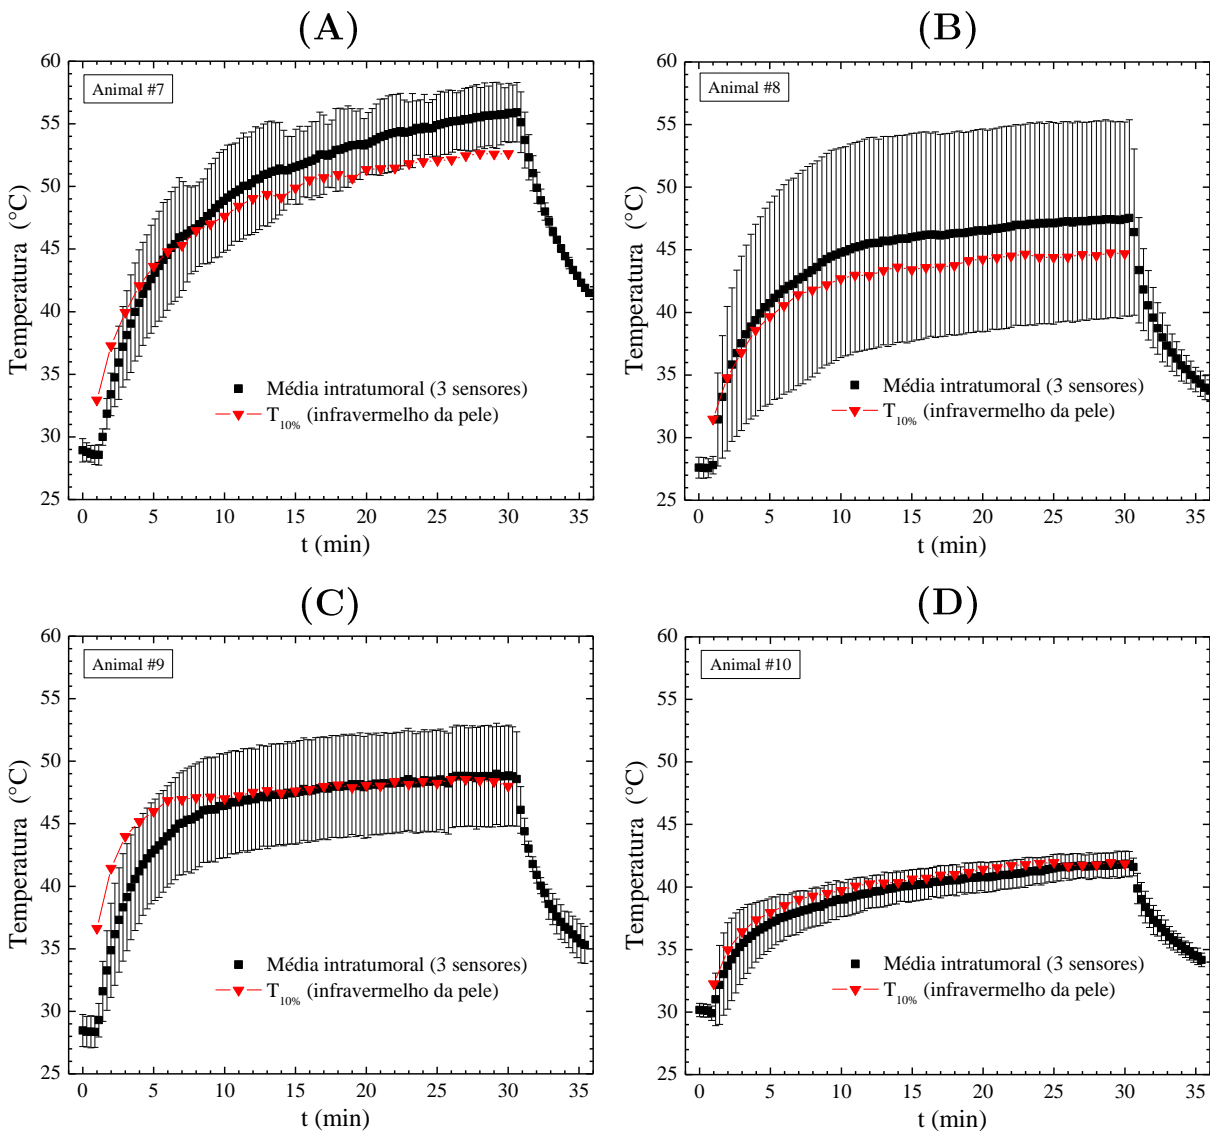 (A)
60
55
50
45
40
35
30
25
Temperatura (°C)
Animal #7
Média intratumoral (3 sensores)
T10% (infravermelho da pele)
0 5 10 15 20 25 30 35
t (min)
(B)
60
55
50
45
40
35
30
25
Temperatura (°C)
Animal #8
Média intratumoral (3 sensores)
T10% (infravermelho da pele)
0 5 10 15 20 25 30 35
t (min)
(C)
60
55
50
45
40
35
30
25
Temperatura (°C)
Animal #9
Média intratumoral (3 sensores)
T10% (infravermelho da pele)
0 5 10 15 20 25 30 35
t (min)
(D)
60
55
50
45
40
35
30
25
Temperatura (°C)
Animal #10
Média intratumoral (3 sensores)
T10% (infravermelho da pele)
0 5 10 15 20 25 30 35
t (min)